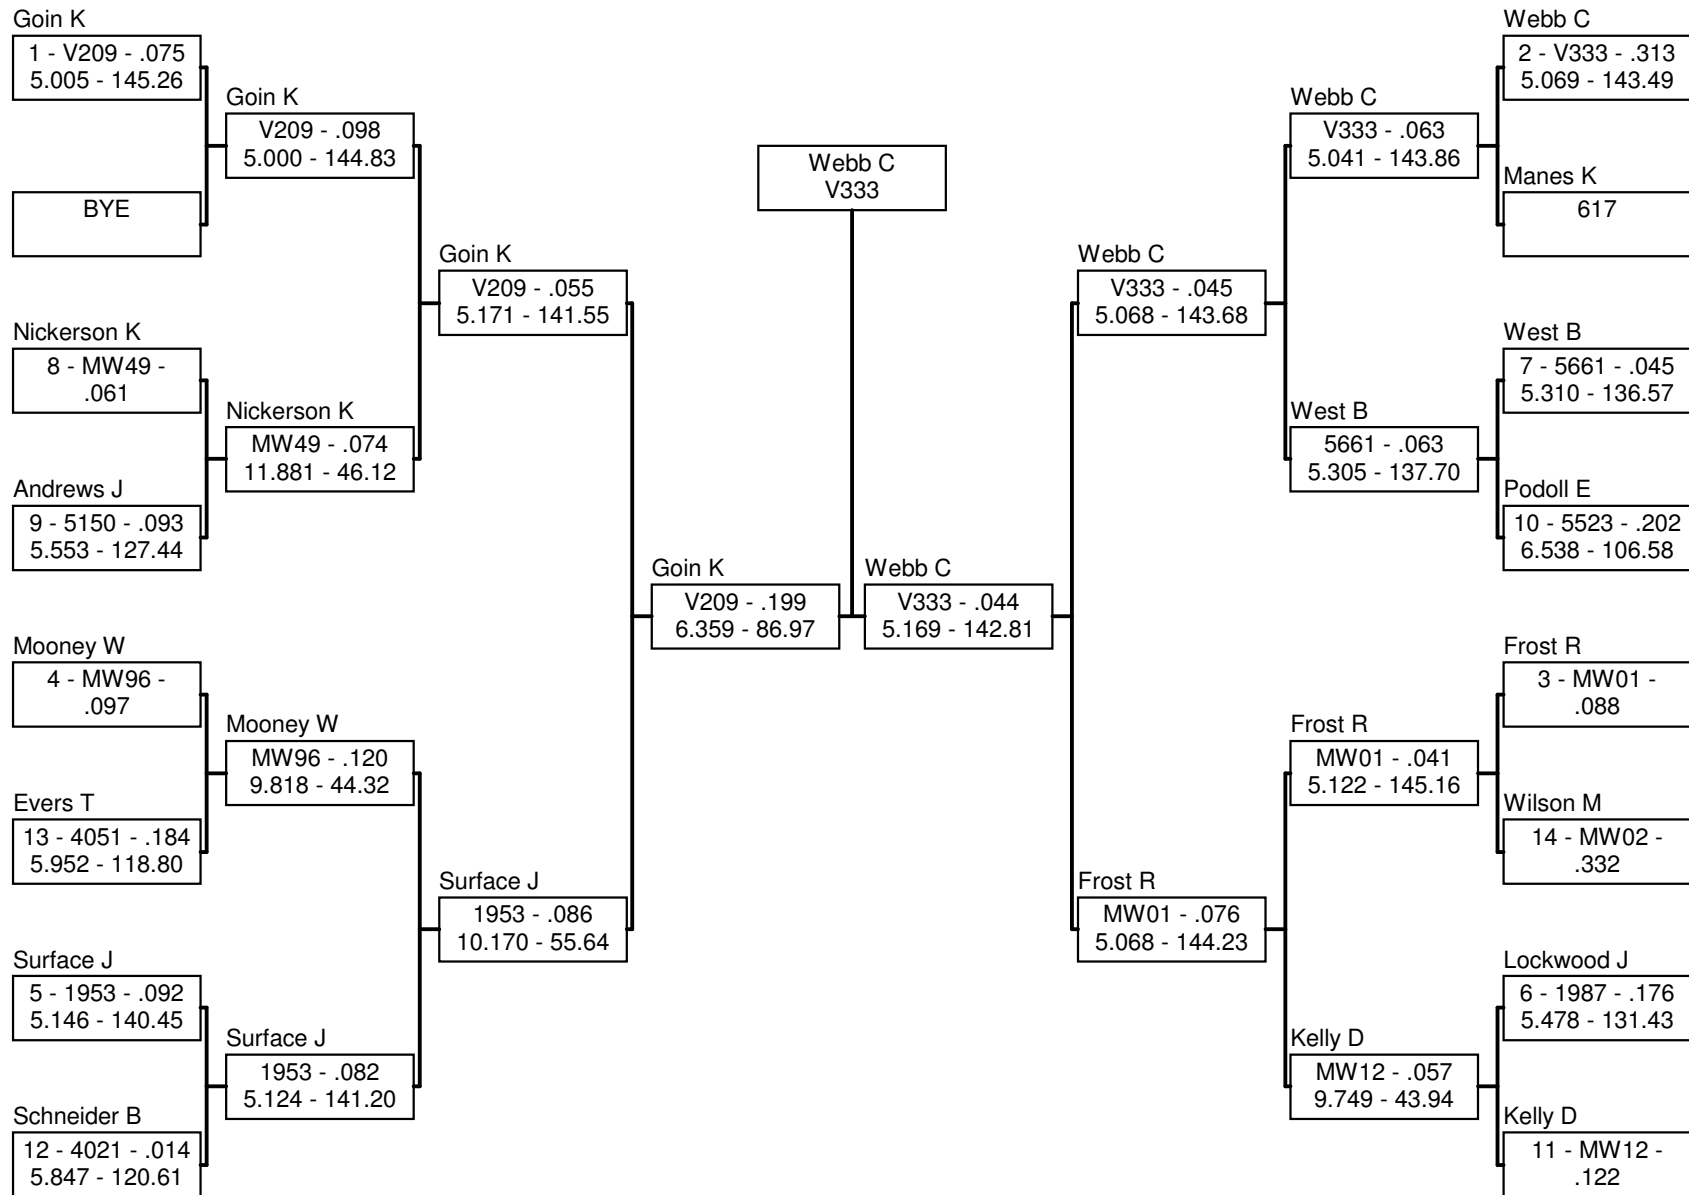 Goin K
1 - V209 - .075
5.005 - 145.26
BYE
Nickerson K
8 - MW49 -
.061
Andrews J
9 - 5150 - .093
5.553 - 127.44
Mooney W
4 - MW96 -
.097
Evers T
13 - 4051 - .184
5.952 - 118.80
Surface J
5 - 1953 - .092
5.146 - 140.45
Schneider B
12 - 4021 - .014
5.847 - 120.61
Goin K
V209 - .098
5.000 - 144.83
Nickerson K
MW49 - .074
11.881 - 46.12
Mooney W
MW96 - .120
9.818 - 44.32
Surface J
1953 - .082
5.124 - 141.20
Goin K
V209 - .055
5.171 - 141.55
Surface J
1953 - .086
10.170 - 55.64
Goin K
V209 - .199
6.359 - 86.97
Webb C
V333
Webb C
V333 - .044
5.169 - 142.81
Webb C
V333 - .045
5.068 - 143.68
Frost R
MW01 - .076
5.068 - 144.23
Webb C
V333 - .063
5.041 - 143.86
West B
5661 - .063
5.305 - 137.70
Frost R
MW01 - .041
5.122 - 145.16
Kelly D
MW12 - .057
9.749 - 43.94
Webb C
2 - V333 - .313
5.069 - 143.49
Manes K
617
West B
7 - 5661 - .045
5.310 - 136.57
Podoll E
10 - 5523 - .202
6.538 - 106.58
Frost R
3 - MW01 -
.088
Wilson M
14 - MW02 -
.332
Lockwood J
6 - 1987 - .176
5.478 - 131.43
Kelly D
11 - MW12 -
.122